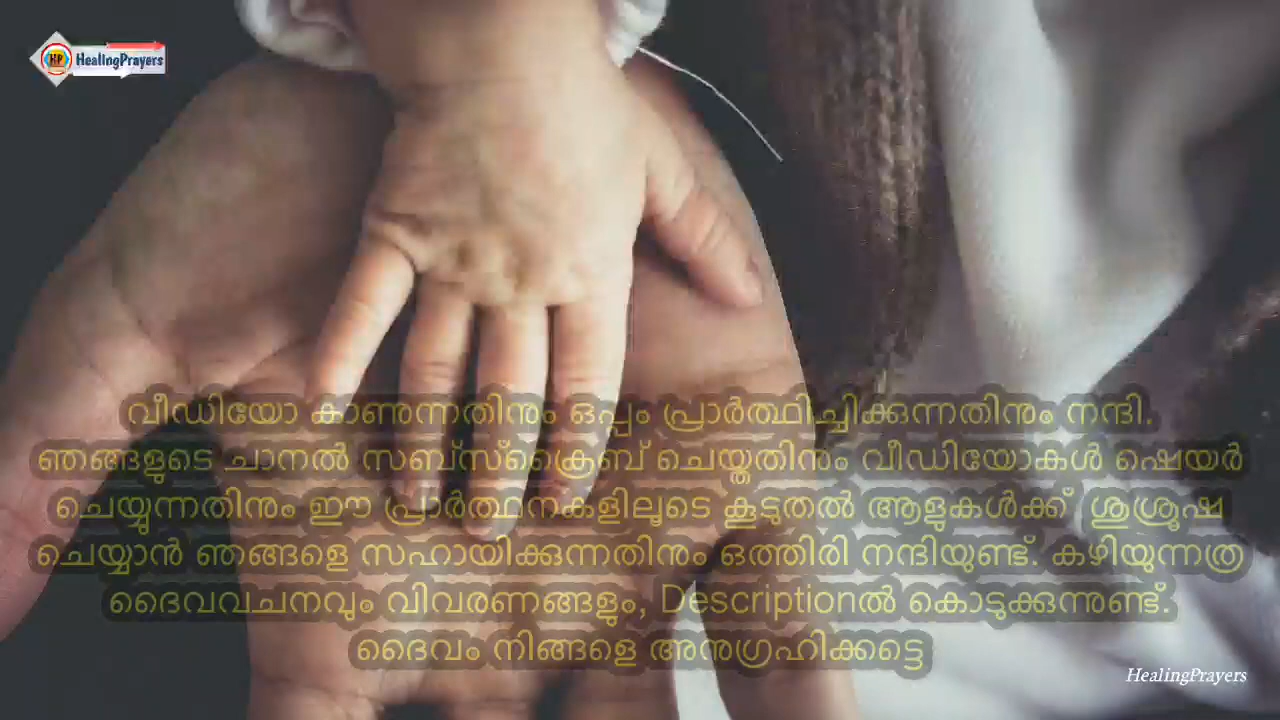 HP HealingPrayers
വീഡിയോ കാണുന്നതിനും ഒപ്പം പ്രാർത്ഥിച്ചിക്കുന്നതിനും നന്ദി.
ഞങ്ങളുടെ ചാനൽ സബ്സ്ക്രൈബ് ചെയ്തതിനും വീഡിയോകൾ ഷെയർ
ചെയ്യുന്നതിനും ഈ പ്രാർത്ഥനകളിലൂടെ കൂടുതൽ ആളുകൾക്ക് ശുശ്രൂഷ
ചെയ്യാൻ ഞങ്ങളെ സഹായിക്കുന്നതിനും ഒത്തിരി നന്ദിയുണ്ട്. കഴിയുന്നത്ര
ദൈവവചനവും വിവരണങ്ങളും, Descriptionൽ കൊടുക്കുന്നുണ്ട്.
ദൈവം നിങ്ങളെ അനുഗ്രഹിക്കട്ടെ
HealingPrayers